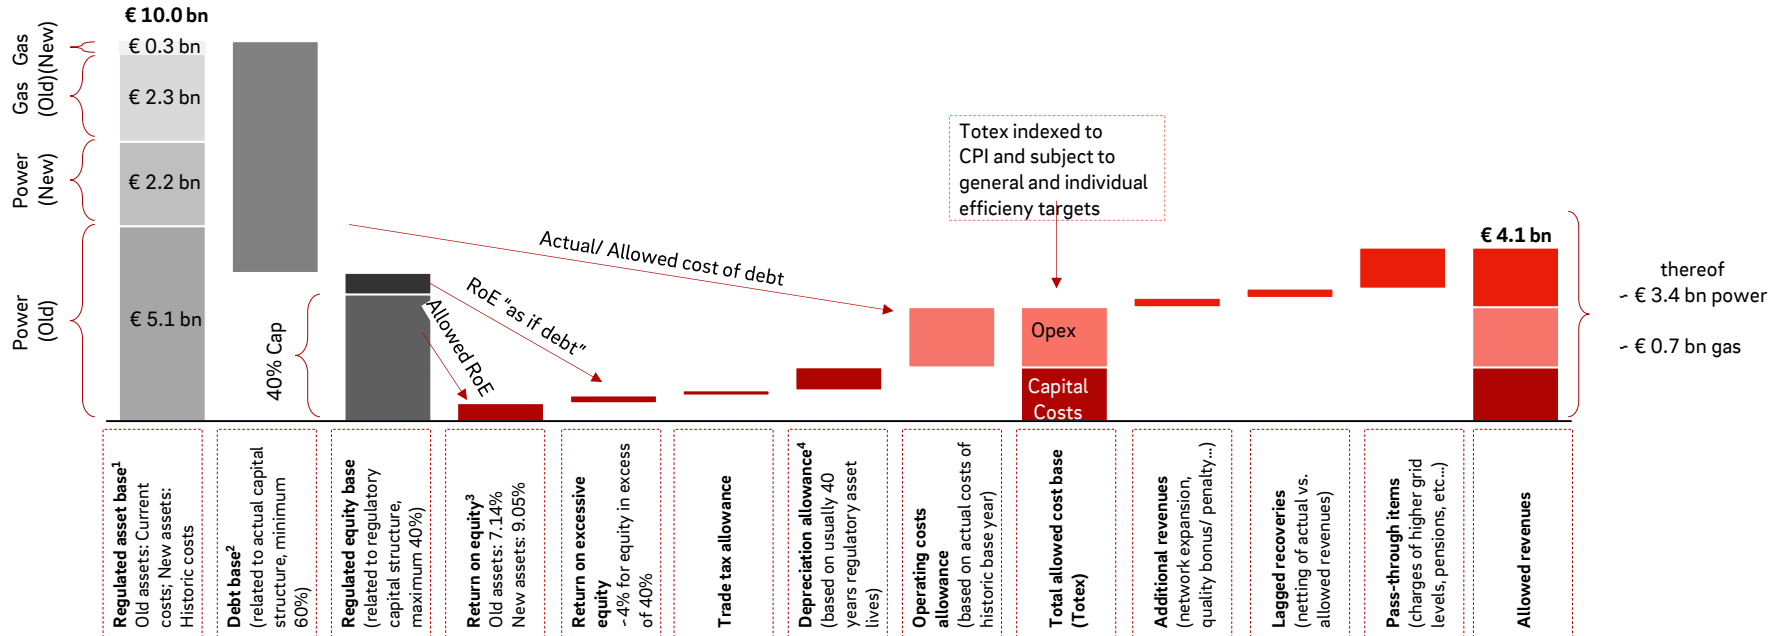 € 10.0 bn
Gas
(New)
€ 0.3 bn
Gas
(Old)
€ 2.3 bn
Power
(New)
€ 2.2 bn
Power
(Old)
€ 5.1 bn
40% Cap
Actual/ Allowed cost of debt
RoE "as if debt"
Allowed RoE
Totex indexed to
CPI and subject to
general and individual
efficieny targets
Opex
Capital
Costs
€ 4.1 bn
thereof
~ € 3.4 bn power
~ € 0.7 bn gas
Regulated asset base1
Old assets: Current
costs; New assets:
Historic costs
Debt base2
(related to actual capital
structure, minimum
60%)
Regulated equity base
(related to regulatory
capital structure,
maximum 40%)
Return on equity3
Old assets: 7.14%
New assets: 9.05%
Return on excessive
equity
~4% for equity in excess
of 40%
Trade tax allowance
Depreciation allowance4
(based on usually 40
years regulatory asset
lives)
Operating costs
allowance
(based on actual costs of
historic base year)
Total allowed cost base
(Totex)
Additional revenues
(network expansion,
quality bonus/ penalty...)
Lagged recoveries
(netting of actual vs.
allowed revenues)
Pass-through items
(charges of higher grid
levels, pensions, etc...)
Allowed revenues